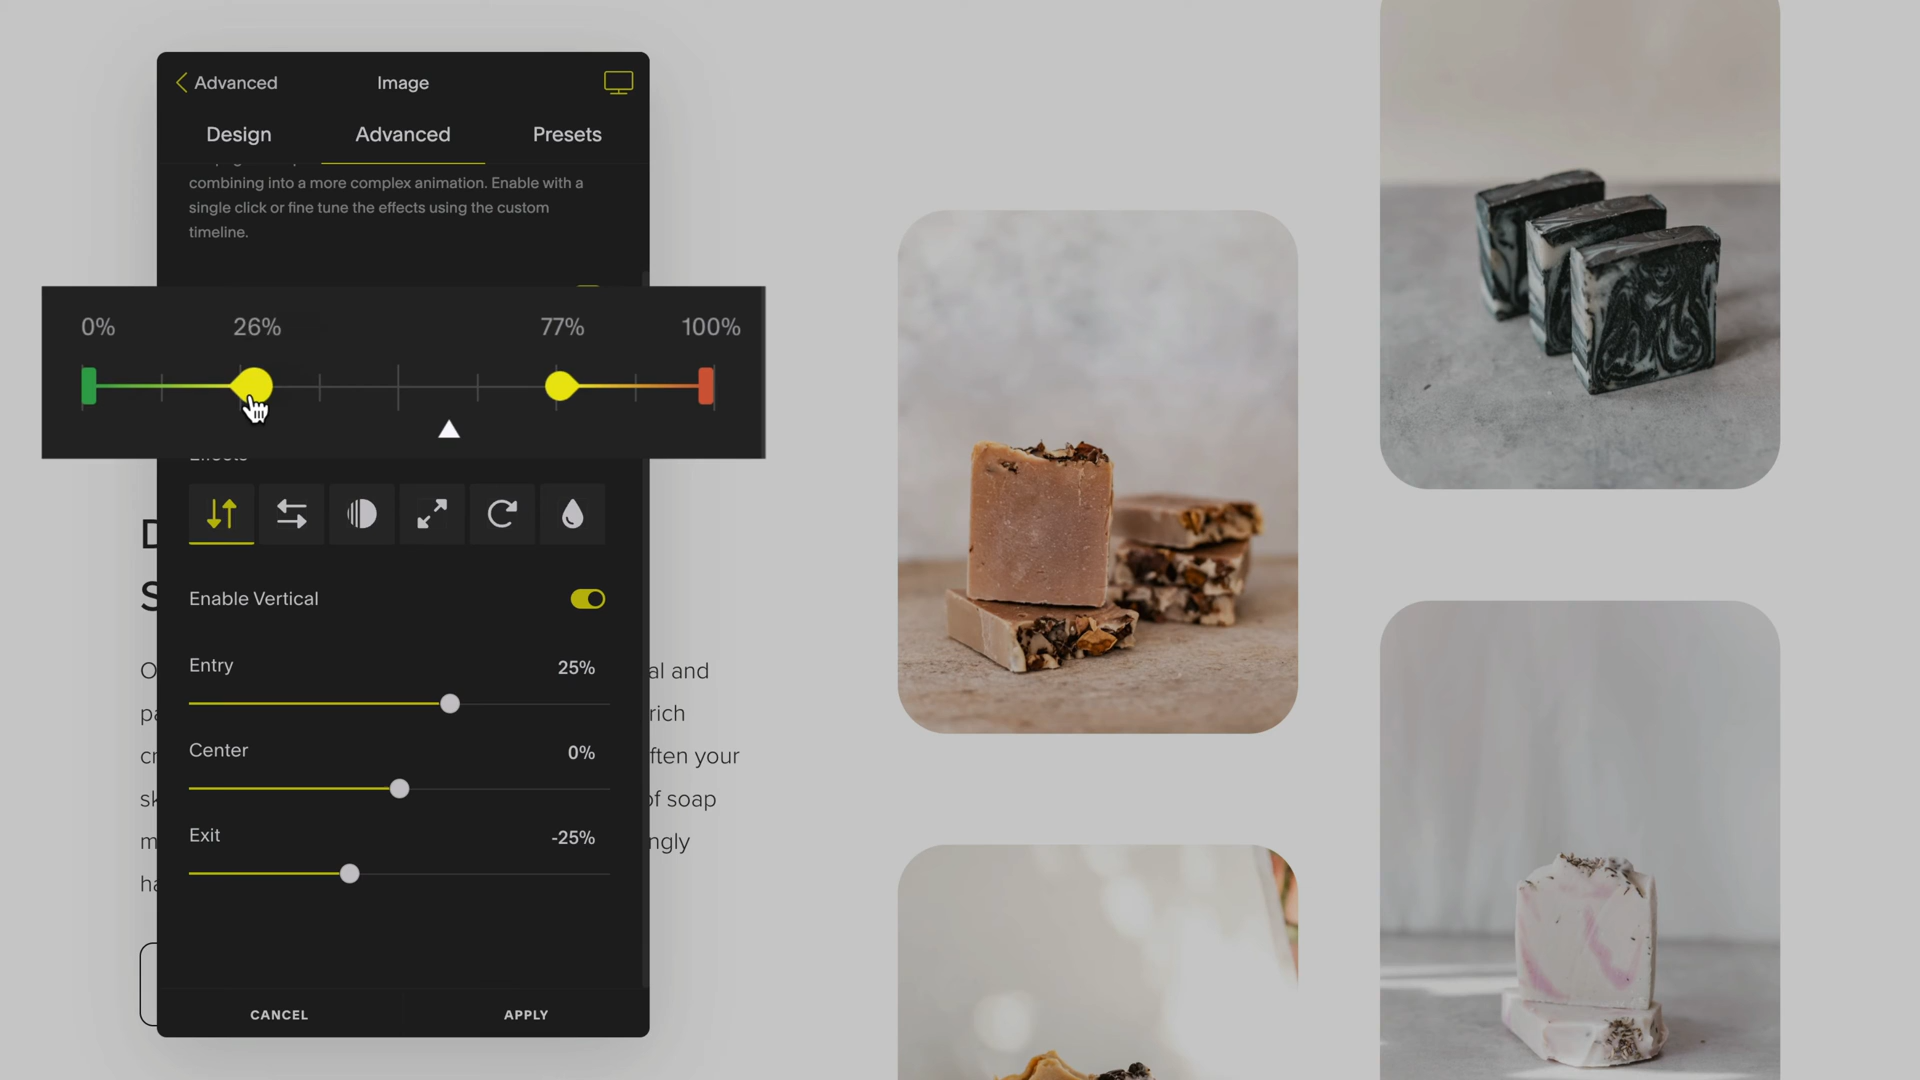 Advanced
Image
Design
Advanced
Presets
combining into a more complex animation. Enable with a
single click or fine tune the effects using the custom
timeline.
0%
26%
77%
100%
Enable Vertical
Entry
25%
Center
0%
Exit
-25%
al and
rich
ften your
of soap
ngly
CANCEL
APPLY